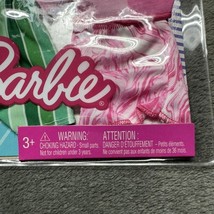 Barbie
3+
WARNING:
CHOKING HAZARD - Small parts.
Not for children under 3 years.
ATTENTION :
DANGER D'ÉTOUFFEMENT - Petits éléments.
Ne convient pas aux enfants de moins de 36 mois.